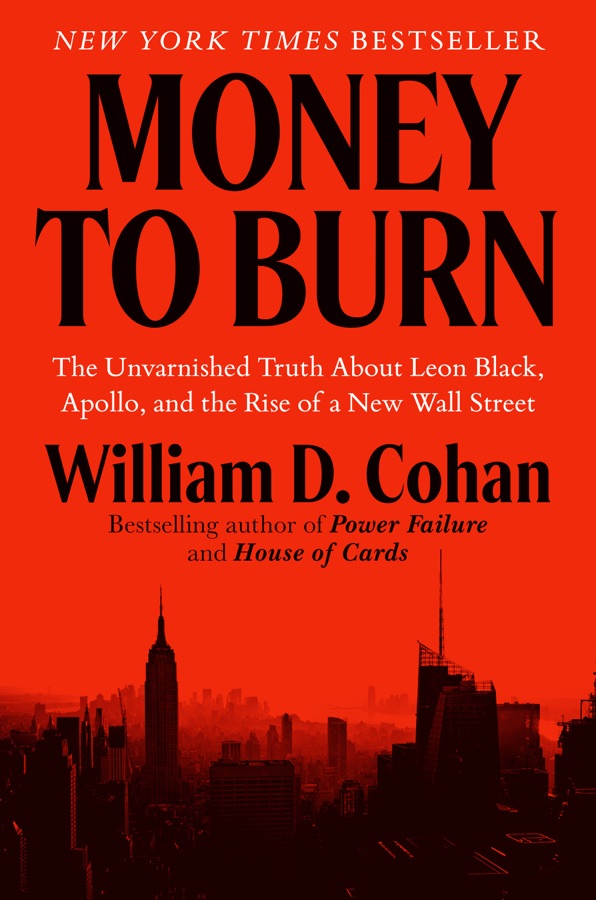 NEW YORK TIMES BESTSELLER
MONEY
TO BURN
The Unvarnished Truth About Leon Black,
Apollo, and the Rise of a New Wall Street
William D. Cohan
Bestselling author of Power Failure
and House of Cards